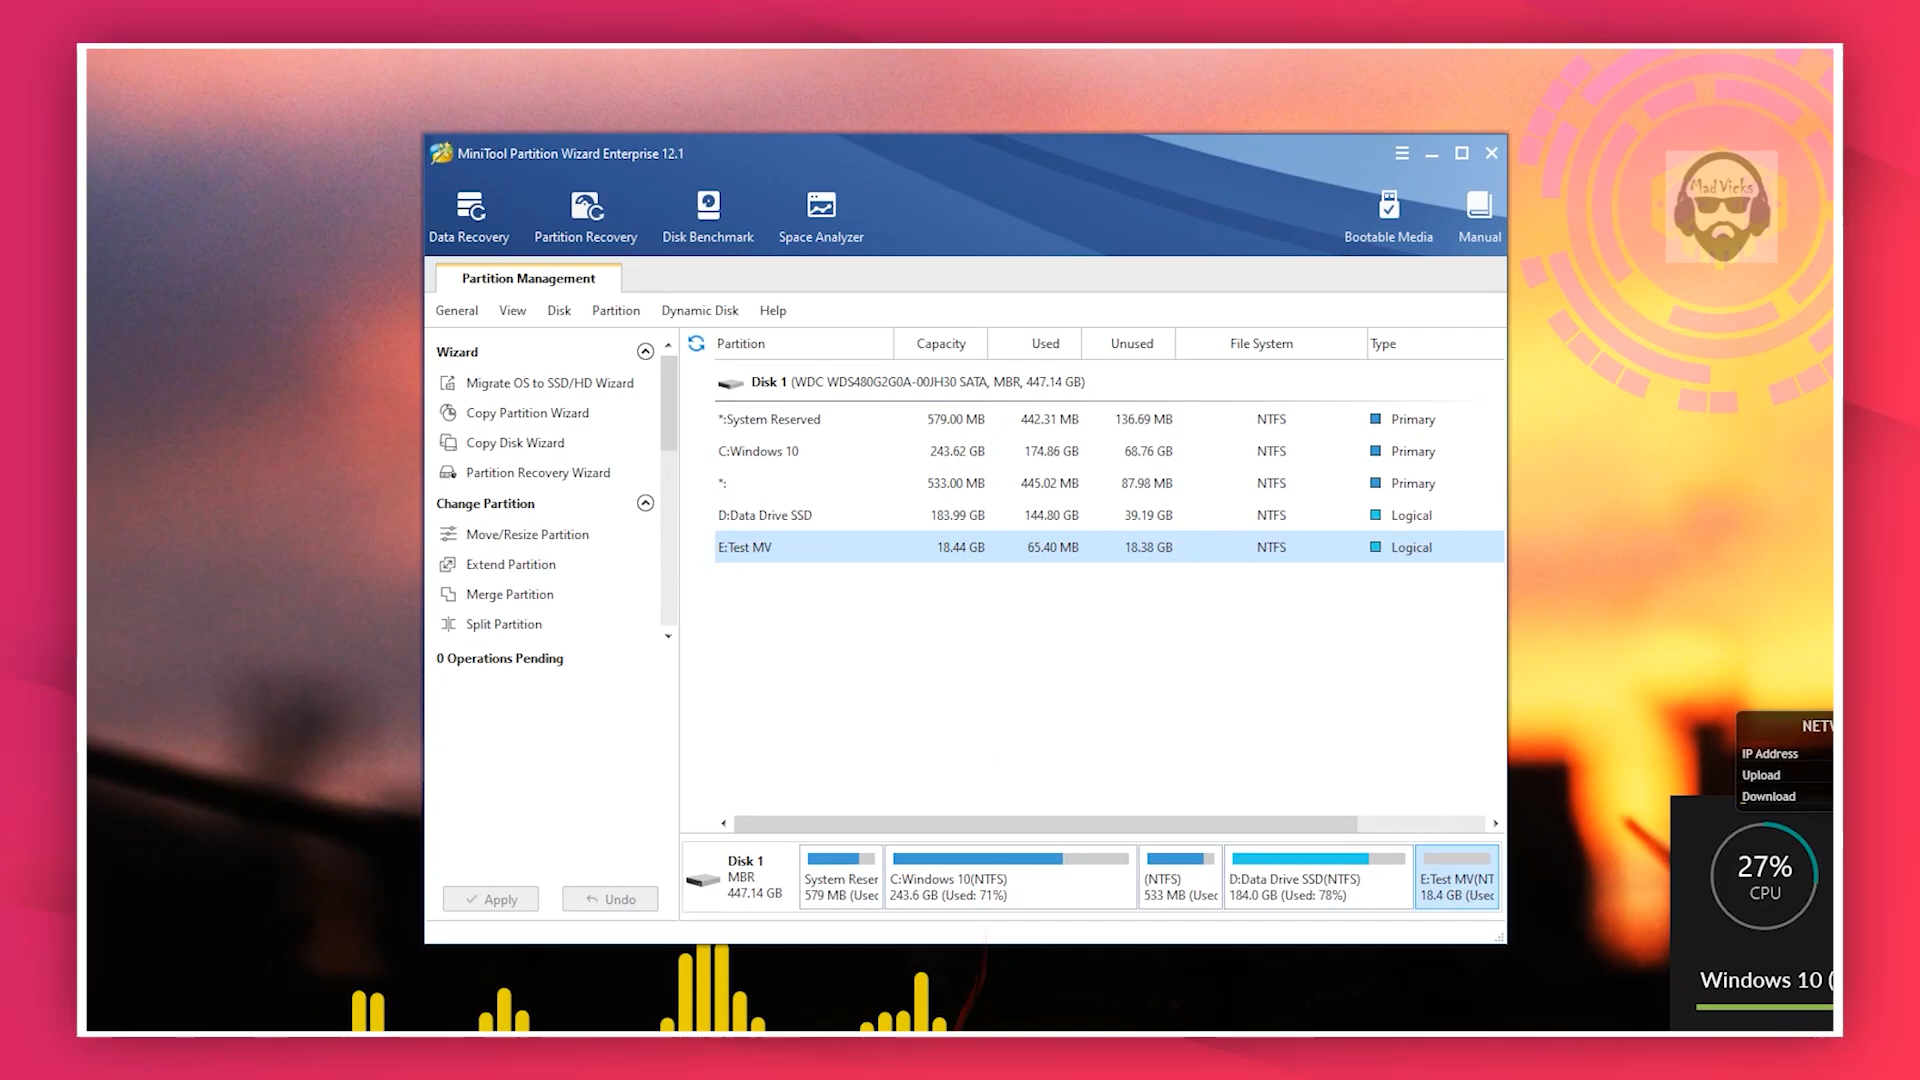 MiniTool Partition Wizard Enterprise 12.1
Data Recovery
Partition Recovery
Disk Benchmark
Space Analyzer
Bootable Media
Manual
Mad Vicks
Partition Management
General View Disk Partition Dynamic Disk Help
Wizard
Migrate OS to SSD/HD Wizard
Copy Partition Wizard
Copy Disk Wizard
Partition Recovery Wizard
Change Partition
Move/Resize Partition
Extend Partition
Merge Partition
Split Partition
0 Operations Pending
Apply
Undo
Partition Capacity Used Unused File System Type
Disk 1 (WDC WDS480G2G0A-00JH30 SATA, MBR, 447.14 GB)
*:System Reserved 579.00 MB 442.31 MB 136.69 MB NTFS Primary
C:Windows 10 243.62 GB 174.86 GB 68.76 GB NTFS Primary
*: 533.00 MB 445.02 MB 87.98 MB NTFS Primary
D:Data Drive SSD 183.99 GB 144.80 GB 39.19 GB NTFS Logical
E:Test MV 18.44 GB 65.40 MB 18.38 GB NTFS Logical
Disk 1
MBR
447.14 GB
System Reser
579 MB (Usec
C:Windows 10(NTFS)
243.6 GB (Used: 71%)
(NTFS)
533 MB (Usec
D:Data Drive SSD(NTFS)
184.0 GB (Used: 78%)
E:Test MV(NT
18.4 GB (Usec
NETW
IP Address
Upload
Download
27%
CPU
Windows 10 (